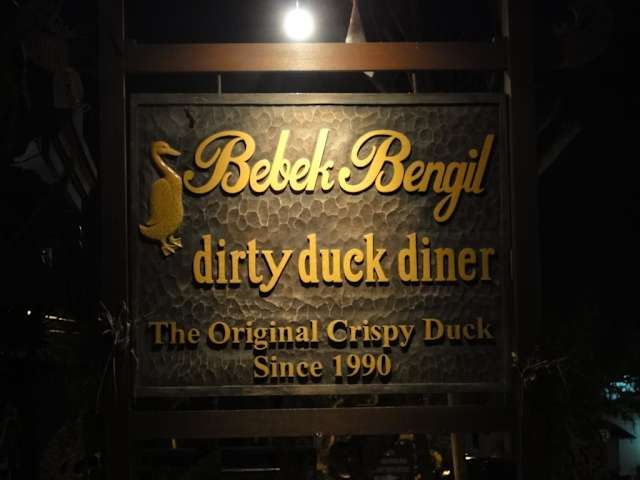 Bebek Bengil
dirty duck diner
The Original Crispy Duck
Since 1990